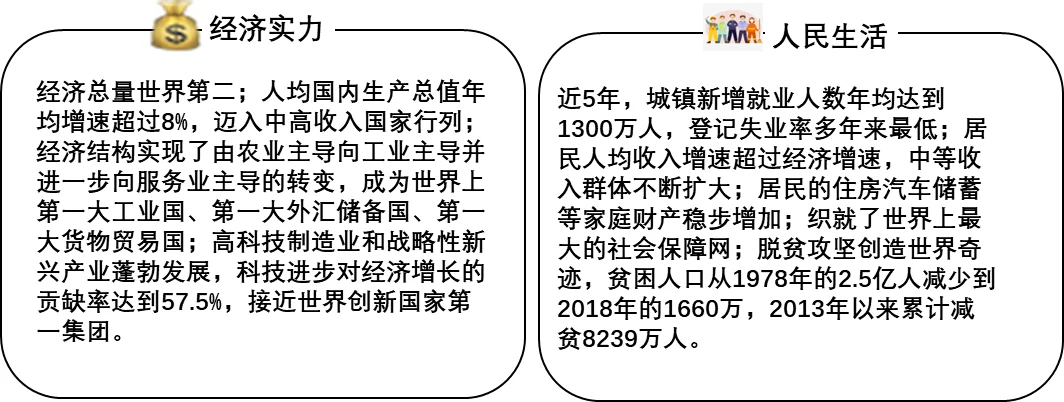 经济实力
经济总量世界第二；人均国内生产总值年
均增速超过8%，迈入中高收入国家行列；
经济结构实现了由农业主导向工业主导并
进一步向服务业主导的转变，成为世界上
第一大工业国、第一大外汇储备国、第一
大货物贸易国；高科技制造业和战略性新
兴产业蓬勃发展，科技进步对经济增长的
贡献率达到57.5%，接近世界创新国家第
一集团。
人民生活
近5年，城镇新增就业人数年均达到
1300万人，登记失业率多年来最低；居
民人均收入增速超过经济增速，中等收
入群体不断扩大；居民的住房汽车储蓄
等家庭财产稳步增加；织就了世界上最
大的社会保障网；脱贫攻坚创造世界奇
迹，贫困人口从1978年的2.5亿人减少到
2018年的1660万，2013年以来累计减
贫8239万人。